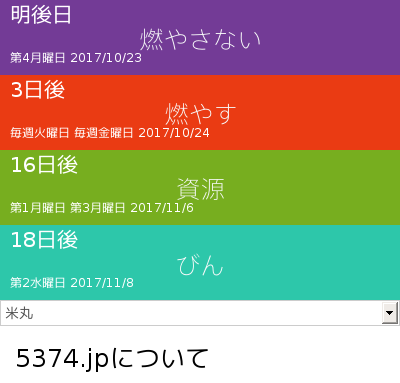 明後日
燃やさない
第4月曜日 2017/10/23
3日後
燃やす
毎週火曜日 毎週金曜日 2017/10/24
16日後
資源
第1月曜日 第3月曜日 2017/11/6
18日後
びん
第2水曜日 2017/11/8
米丸
5374.jpについて